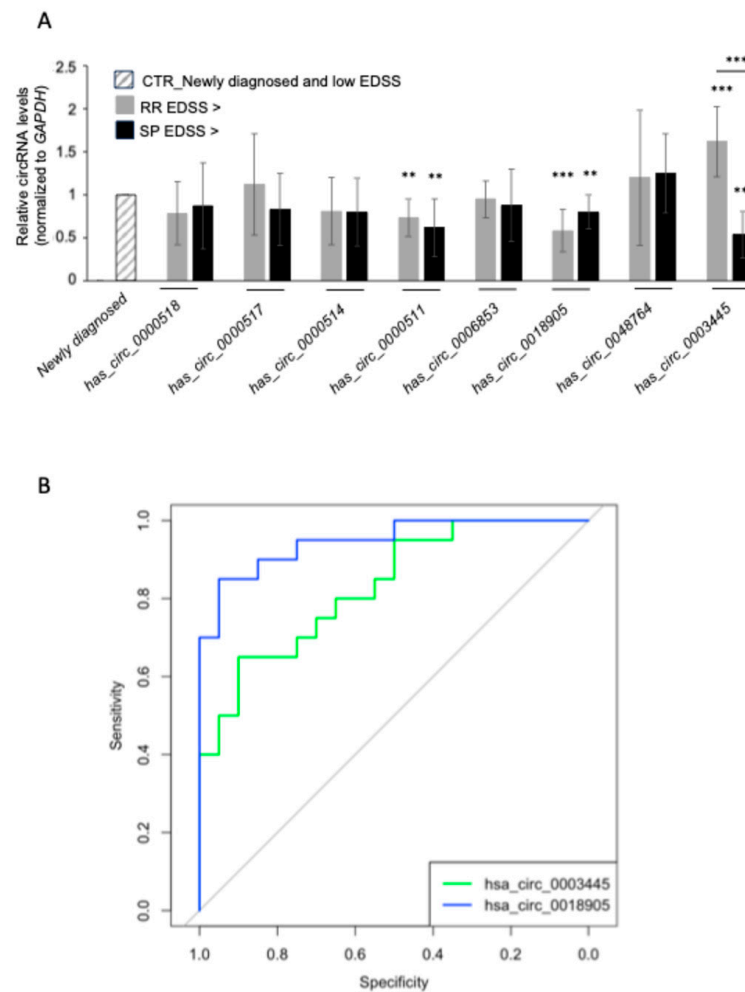 A
Relative circRNA levels
(normalized to GAPDH)
2.5
2
1.5
1
0.5
0
CTR_Newly diagnosed and low EDSS
RR EDSS >
SP EDSS >
**
**
***
**
***
***
**
Newly diagnosed
has_circ_0000518
has_circ_0000517
has_circ_0000514
has_circ_0000511
has_circ_0006853
has_circ_0018905
has_circ_0048764
has_circ_0003445
B
Sensitivity
1.0
0.8
0.6
0.4
0.2
0.0
hsa_circ_0003445
hsa_circ_0018905
1.0
0.8
0.6
0.4
0.2
0.0
Specificity